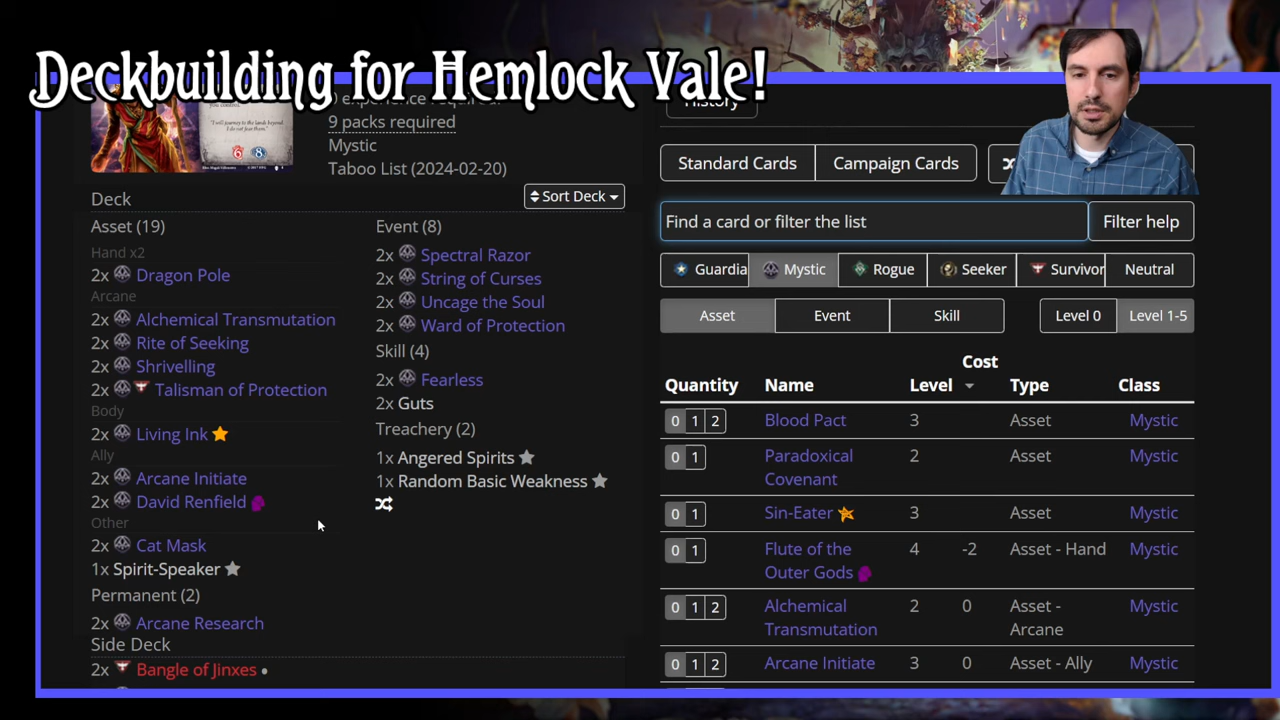 Deckbuilding for Hemlock Vale!
experience required.
9 packs required
Mystic
Taboo List (2024-02-20)
Sort Deck
Deck
Asset (19)
Hand x2
2x Dragon Pole
Arcane
2x Alchemical Transmutation
2x Rite of Seeking
2x Shrivelling
2x Talisman of Protection
Body
2x Living Ink
Ally
2x Arcane Initiate
2x David Renfield
Other
2x Cat Mask
1x Spirit-Speaker
Permanent (2)
2x Arcane Research
Side Deck
2x Bangle of Jinxes
Event (8)
2x Spectral Razor
2x String of Curses
2x Uncage the Soul
2x Ward of Protection
Skill (4)
2x Fearless
2x Guts
Treachery (2)
1x Angered Spirits
1x Random Basic Weakness
History
Standard Cards Campaign Cards
Find a card or filter the list Filter help
Guardia Mystic Rogue Seeker Survivor Neutral
Asset Event Skill Level 0 Level 1-5
Quantity Name Level Cost Type Class
0 1 2 Blood Pact 3 Asset Mystic
0 1 Paradoxical Covenant 2 Asset Mystic
0 1 Sin-Eater 3 Asset Mystic
0 1 Flute of the Outer Gods 4 -2 Asset - Hand Mystic
0 1 2 Alchemical Transmutation 2 0 Asset - Arcane Mystic
0 1 2 Arcane Initiate 3 0 Asset - Ally Mystic